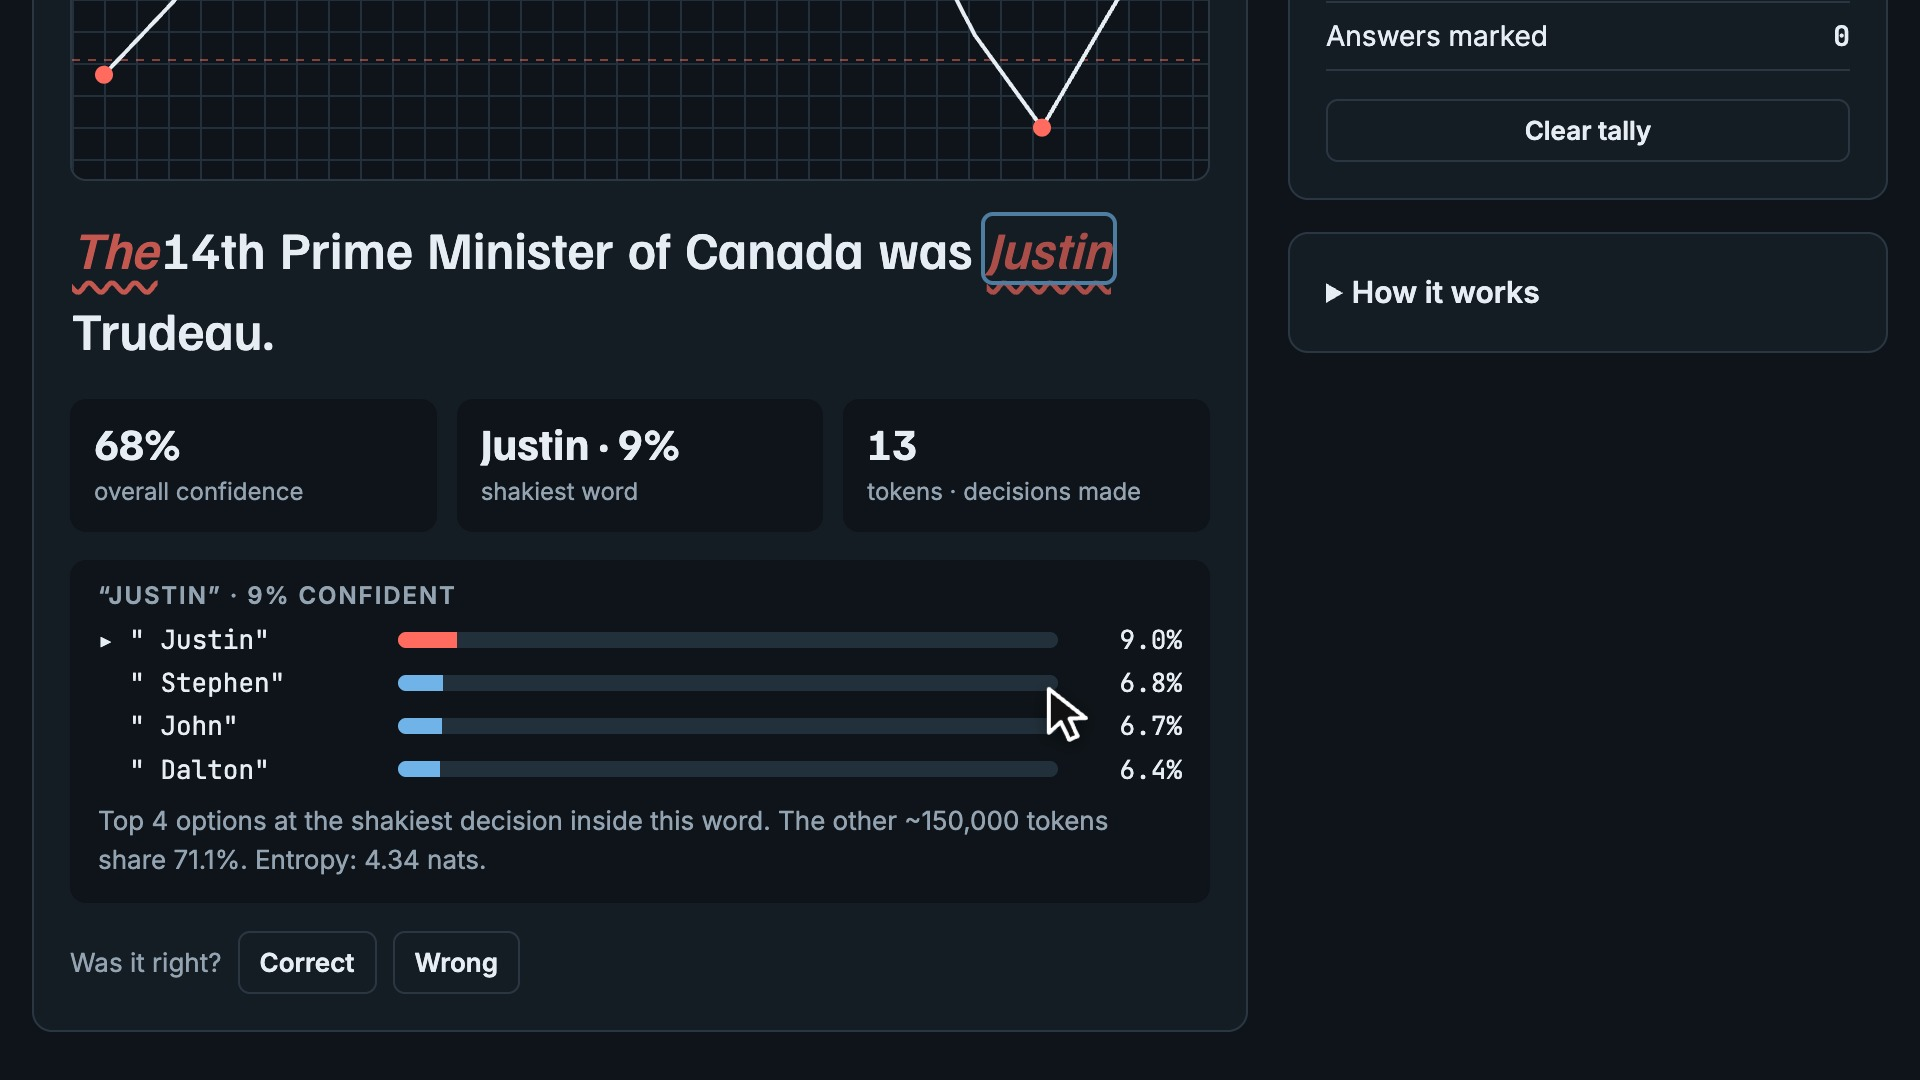 The 14th Prime Minister of Canada was Justin
Trudeau.
68%
overall confidence
Justin · 9%
shakiest word
13
tokens · decisions made
“JUSTIN” · 9% CONFIDENT
▸ " Justin" 9.0%
" Stephen" 6.8%
" John" 6.7%
" Dalton" 6.4%
Top 4 options at the shakiest decision inside this word. The other ~150,000 tokens
share 71.1%. Entropy: 4.34 nats.
Was it right? Correct Wrong
Answers marked 0
Clear tally
▶ How it works